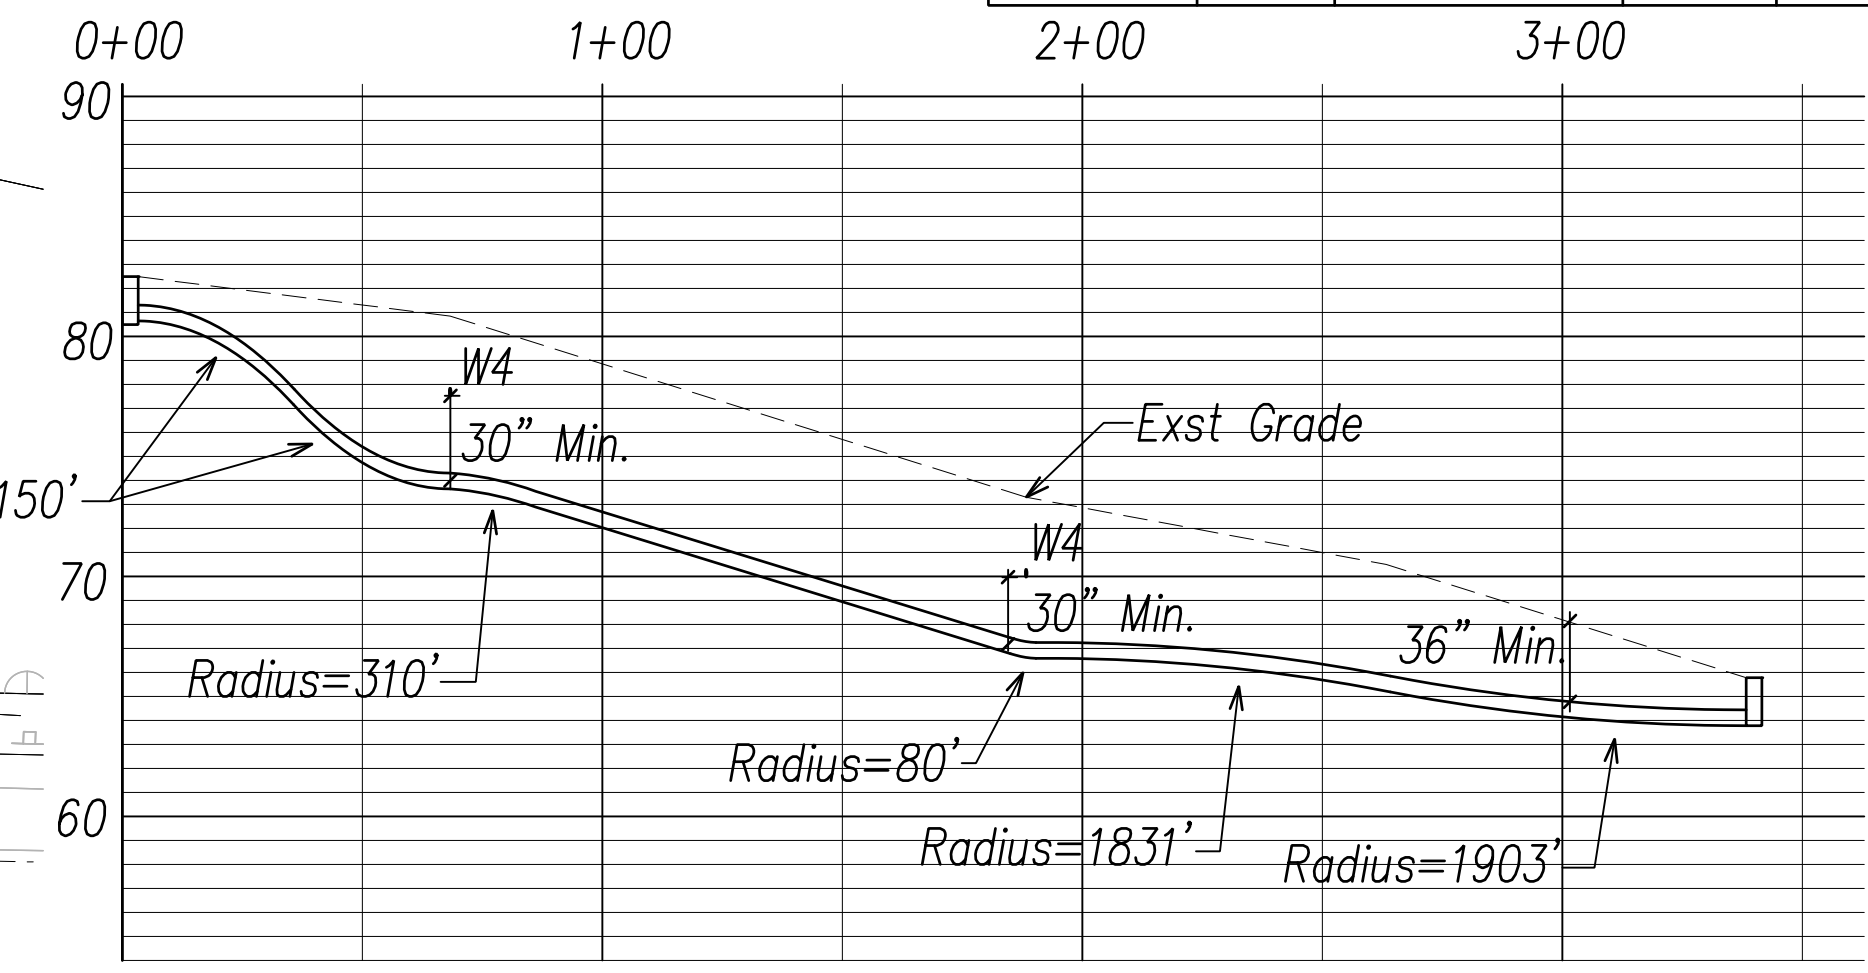 0+00 1+00 2+00 3+00
90
80
W4
30" Min.
Exst Grade
150'
W4
70
30" Min.
36" Min.
Radius=310'
Radius=80'
60
Radius=1831'
Radius=1903'